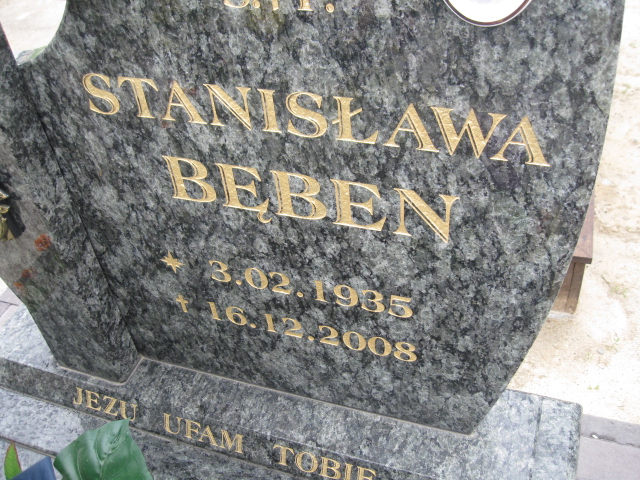 Ś.†P.
STANISŁAWA
BĘBEN
* 3.02.1935
† 16.12.2008
JEZU UFAM TOBIE